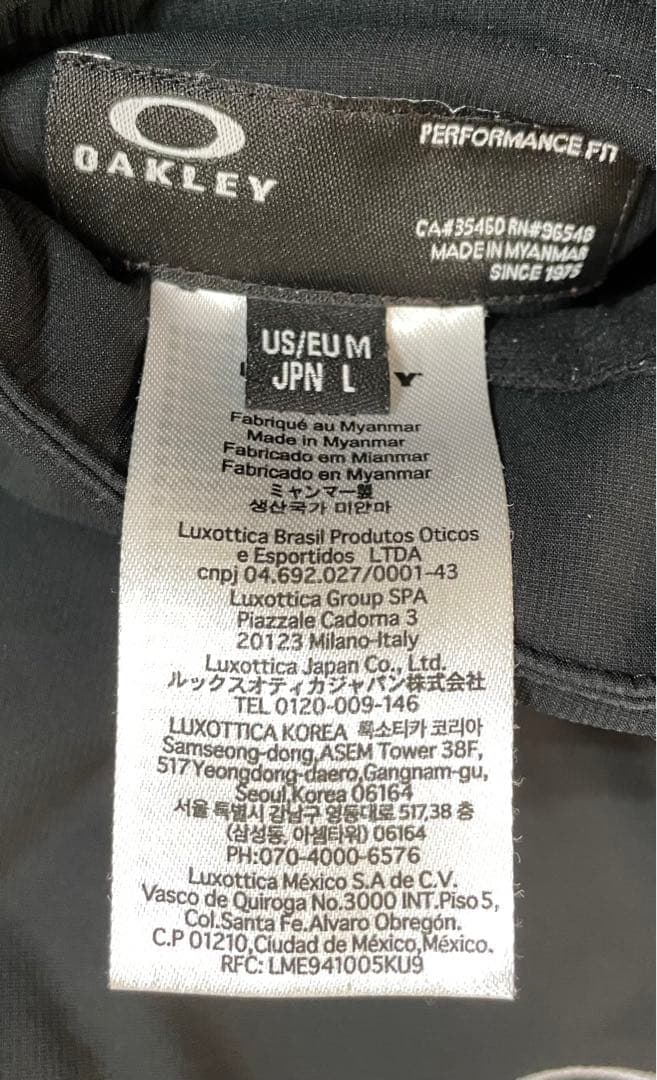 OAKLEY
PERFORMANCE FIT
CA#35460 RN#96548
MADE IN MYANMAR
SINCE 1975
US/EU M
JPN L
Y
Fabriqué au Myanmar
Made in Myanmar
Fabricado em Mianmar
Fabricado en Myanmar
ミャンマー製
생산국가 미얀마
Luxottica Brasil Produtos Oticos
e Esportidos LTDA
cnpj 04.692.027/0001-43
Luxottica Group SPA
Piazzale Cadorna 3
20123 Milano-Italy
Luxottica Japan Co., Ltd.
ルックスオティカジャパン株式会社
TEL 0120-009-146
LUXOTTICA KOREA 룩소티카 코리아
Samseong-dong,ASEM Tower 38F,
517 Yeongdong-daero,Gangnam-gu,
Seoul,Korea 06164
서울 특별시 강남구 영동대로 517,38 층
(삼성동, 아셈타워) 06164
PH:070-4000-6576
Luxottica México S.A de C.V.
Vasco de Quiroga No.3000 INT.Piso 5,
Col.Santa Fe.Alvaro Obregón.
C.P 01210,Ciudad de México,México.
RFC: LME941005KU9